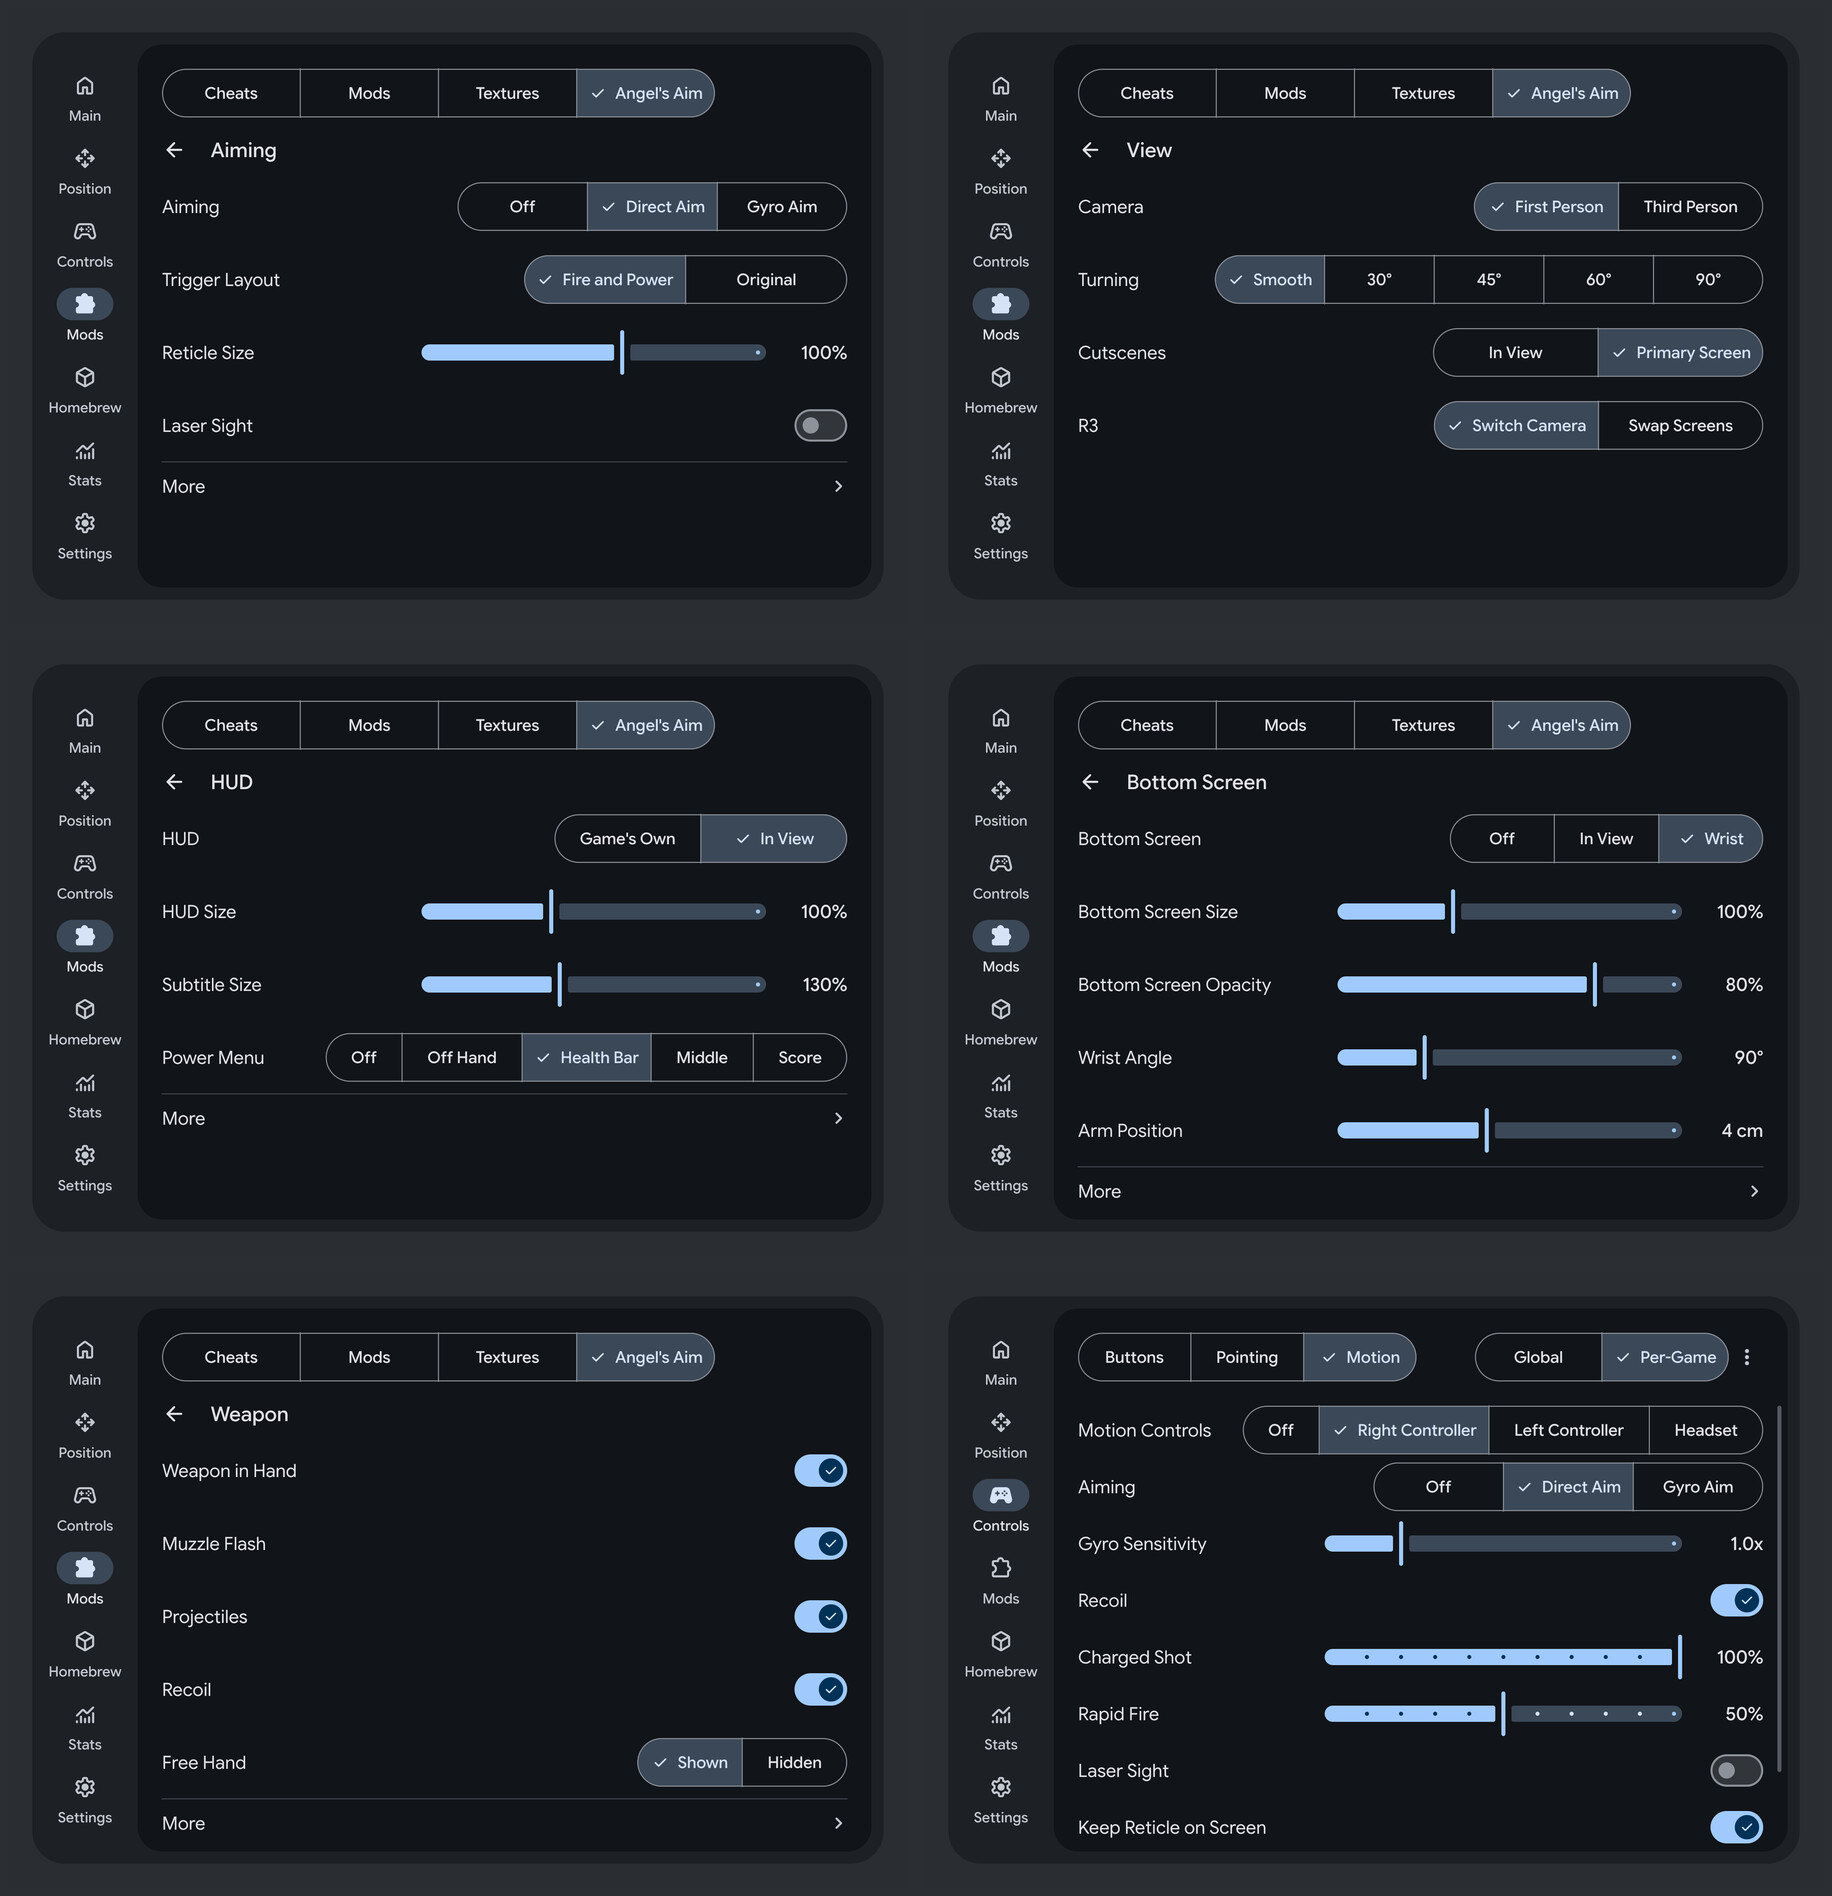 Main
Position
Controls
Mods
Homebrew
Stats
Settings
Cheats Mods Textures Angel's Aim
Aiming
Aiming Off Direct Aim Gyro Aim
Trigger Layout Fire and Power Original
Reticle Size 100%
Laser Sight
More
Main
Position
Controls
Mods
Homebrew
Stats
Settings
Cheats Mods Textures Angel's Aim
View
Camera First Person Third Person
Turning Smooth 30° 45° 60° 90°
Cutscenes In View Primary Screen
R3 Switch Camera Swap Screens
Main
Position
Controls
Mods
Homebrew
Stats
Settings
Cheats Mods Textures Angel's Aim
HUD
HUD Game's Own In View
HUD Size 100%
Subtitle Size 130%
Power Menu Off Off Hand Health Bar Middle Score
More
Main
Position
Controls
Mods
Homebrew
Stats
Settings
Cheats Mods Textures Angel's Aim
Bottom Screen
Bottom Screen Off In View Wrist
Bottom Screen Size 100%
Bottom Screen Opacity 80%
Wrist Angle 90°
Arm Position 4 cm
More
Main
Position
Controls
Mods
Homebrew
Stats
Settings
Cheats Mods Textures Angel's Aim
Weapon
Weapon in Hand
Muzzle Flash
Projectiles
Recoil
Free Hand Shown Hidden
More
Main
Position
Controls
Mods
Homebrew
Stats
Settings
Buttons Pointing Motion Global Per-Game
Motion Controls Off Right Controller Left Controller Headset
Aiming Off Direct Aim Gyro Aim
Gyro Sensitivity 1.0x
Recoil
Charged Shot 100%
Rapid Fire 50%
Laser Sight
Keep Reticle on Screen